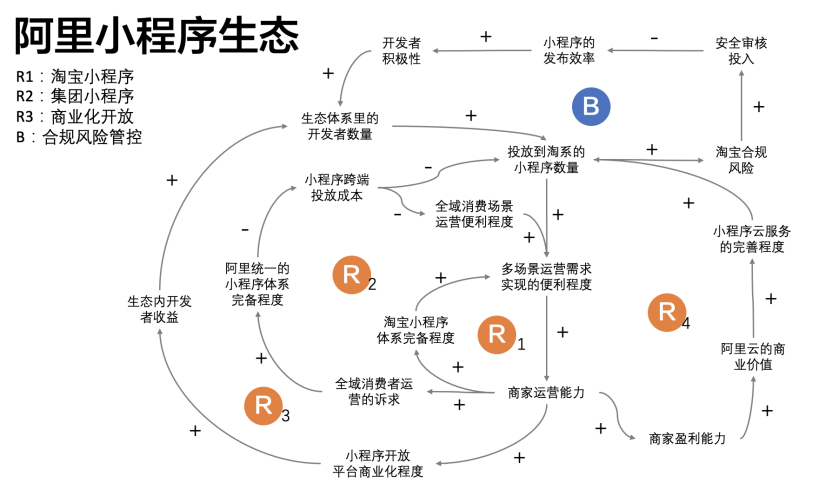 阿里小程序生态
R1：淘宝小程序
R2：集团小程序
R3：商业化开放
B：合规风险管控
开发者
积极性
+
小程序的
发布效率
-
安全审核
投入
+
B
+
生态体系里的
开发者数量
+
投放到淘系的
小程序数量
+
淘宝合规
风险
+
小程序跨端
投放成本
-
-
全域消费场景
运营便利程度
+
+
+
小程序云服务
的完善程度
-
阿里统一的
小程序体系
完备程度
R2
+
多场景运营需求
实现的便利程度
生态内开发
者收益
淘宝小程序
体系完备程度
R1
+
R4
+
阿里云的商
业价值
+
+
全域消费者运
营的诉求
+
商家运营能力
R3
+
+
+
商家盈利能力
小程序开放
平台商业化程度
+